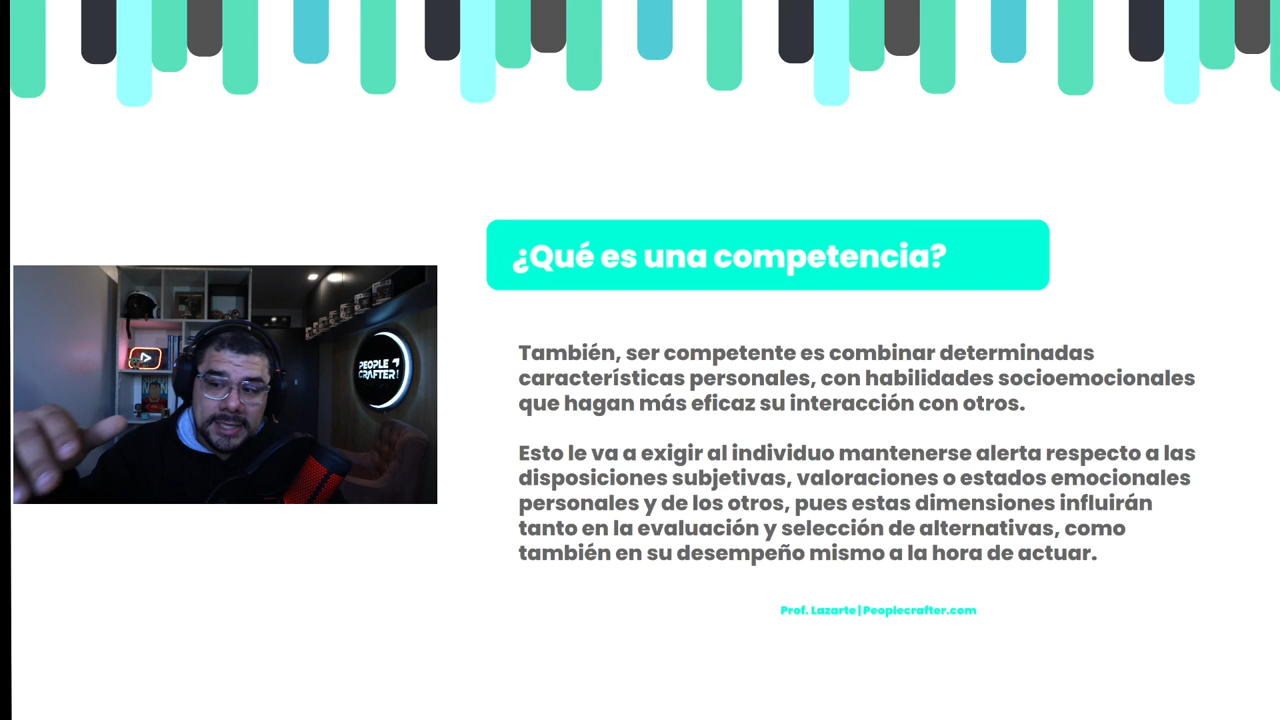 ¿Qué es una competencia?
También, ser competente es combinar determinadas
características personales, con habilidades socioemocionales
que hagan más eficaz su interacción con otros.
Esto le va a exigir al individuo mantenerse alerta respecto a las
disposiciones subjetivas, valoraciones o estados emocionales
personales y de los otros, pues estas dimensiones influirán
tanto en la evaluación y selección de alternativas, como
también en su desempeño mismo a la hora de actuar.
Prof. Lazarte|Peoplecrafter.com
PEOPLE
CRAFTER!